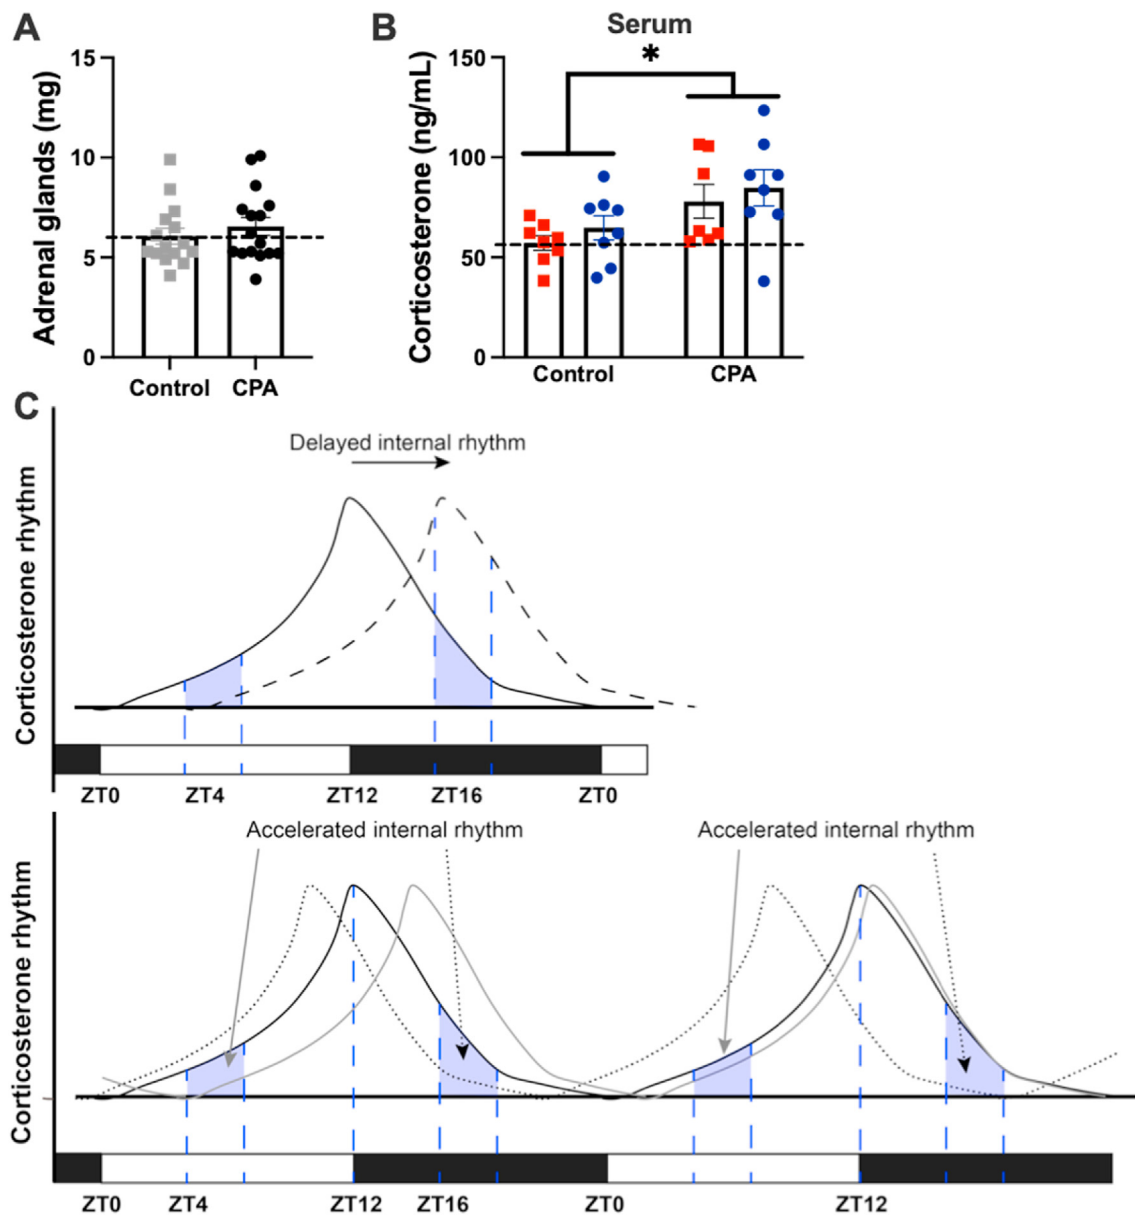 A
Adrenal glands (mg)
15
10
5
0
Control CPA
B
Serum
*
Corticosterone (ng/mL)
150
100
50
0
Control CPA
C
Delayed internal rhythm
Corticosterone rhythm
ZT0 ZT4 ZT12 ZT16 ZT0
Accelerated internal rhythm Accelerated internal rhythm
Corticosterone rhythm
ZT0 ZT4 ZT12 ZT16 ZT0 ZT12